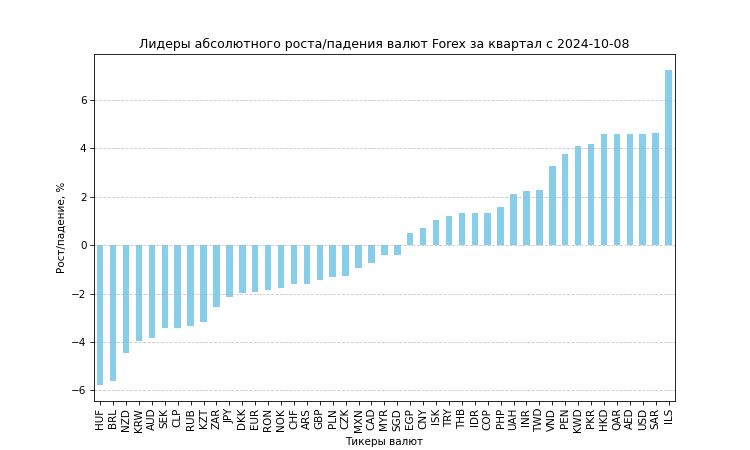 Лидеры абсолютного роста/падения валют Forex за квартал с 2024-10-08
Рост/падение, %
6
4
2
0
−2
−4
−6
HUF BRL NZD KRW AUD SEK CLP RUB KZT ZAR JPY DKK EUR RON NOK CHF ARS GBP PLN CZK MXN CAD MYR SGD EGP CNY ISK TRY THB IDR COP PHP UAH INR TWD VND PEN KWD PKR HKD QAR AED USD SAR ILS
Тикеры валют